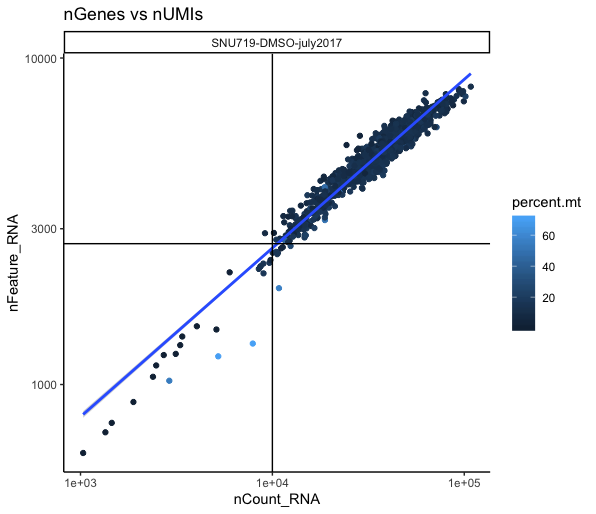 nGenes vs nUMIs
SNU719-DMSO-july2017
10000
3000
1000
nFeature_RNA
1e+03
1e+04
1e+05
nCount_RNA
percent.mt
60
40
20